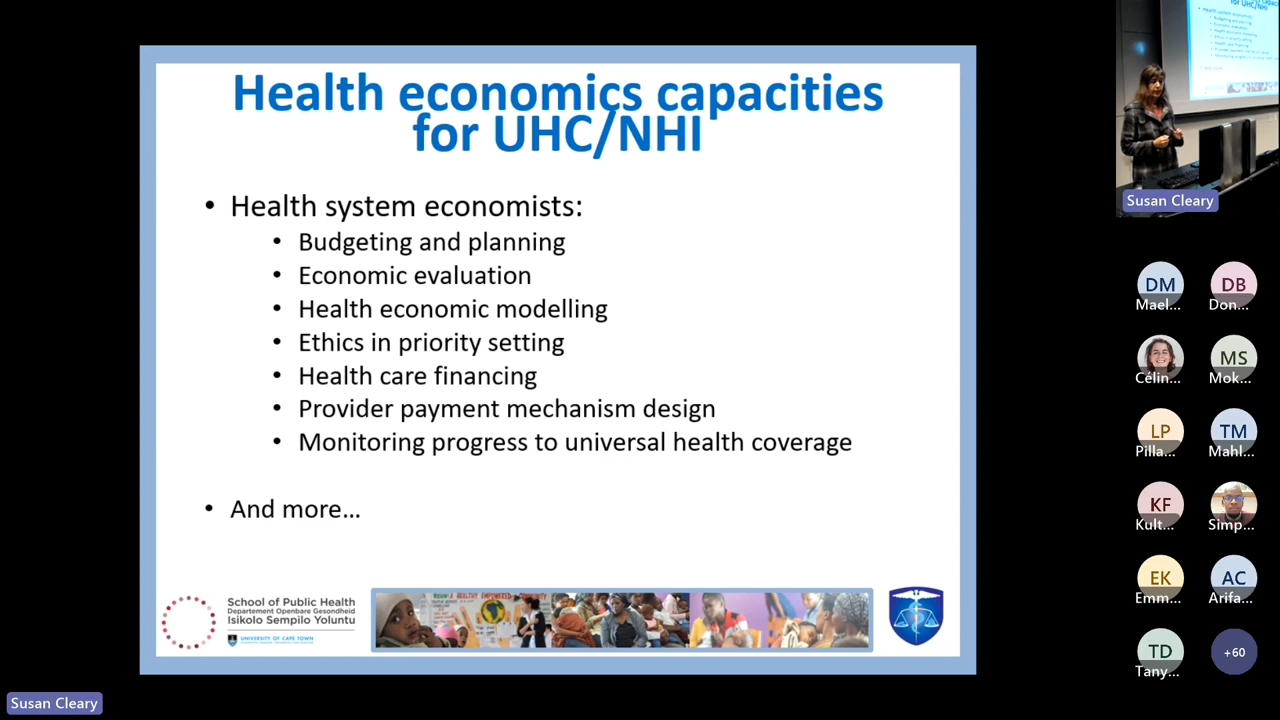 Health economics capacities
for UHC/NHI
• Health system economists:
• Budgeting and planning
• Economic evaluation
• Health economic modelling
• Ethics in priority setting
• Health care financing
• Provider payment mechanism design
• Monitoring progress to universal health coverage
• And more…
School of Public Health
Departement Openbare Gesondheid
Isikolo Sempilo Yoluntu
UNIVERSITY OF CAPE TOWN
Susan Cleary
Susan Cleary
DM
Mael...
DB
Don...
Célin...
MS
Mok...
LP
Pilla...
TM
Mahl...
KF
Kult...
Simp...
EK
Emm...
AC
Arifa...
TD
Tany...
+60